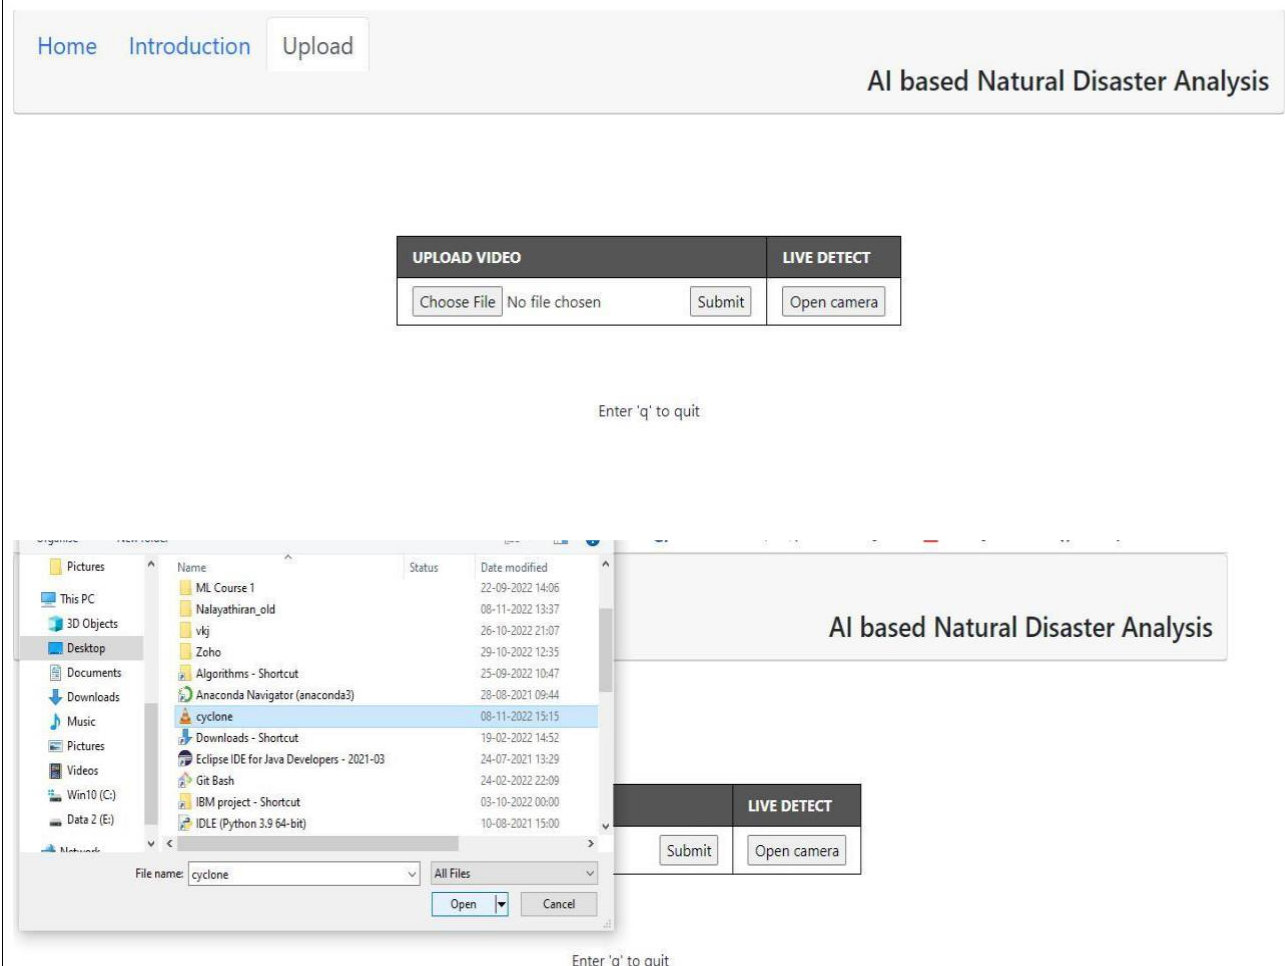 Home Introduction Upload
AI based Natural Disaster Analysis
UPLOAD VIDEO LIVE DETECT
Choose File No file chosen Submit Open camera
Enter 'q' to quit
Pictures
This PC
3D Objects
Desktop
Documents
Downloads
Music
Pictures
Videos
Win10 (C:)
Data 2 (E:)
Network
Name Status Date modified
ML Course 1 22-09-2022 14:06
Nalayathiran_old 08-11-2022 13:37
vkj 26-10-2022 21:07
Zoho 29-10-2022 12:35
Algorithms - Shortcut 25-09-2022 10:47
Anaconda Navigator (anaconda3) 28-08-2021 09:44
cyclone 08-11-2022 15:15
Downloads - Shortcut 19-02-2022 14:52
Eclipse IDE for Java Developers - 2021-03 24-07-2021 13:29
Git Bash 24-02-2022 22:09
IBM project - Shortcut 03-10-2022 00:00
IDLE (Python 3.9 64-bit) 10-08-2021 15:00
File name: cyclone All Files
Open Cancel
AI based Natural Disaster Analysis
LIVE DETECT
Submit Open camera
Enter 'q' to quit